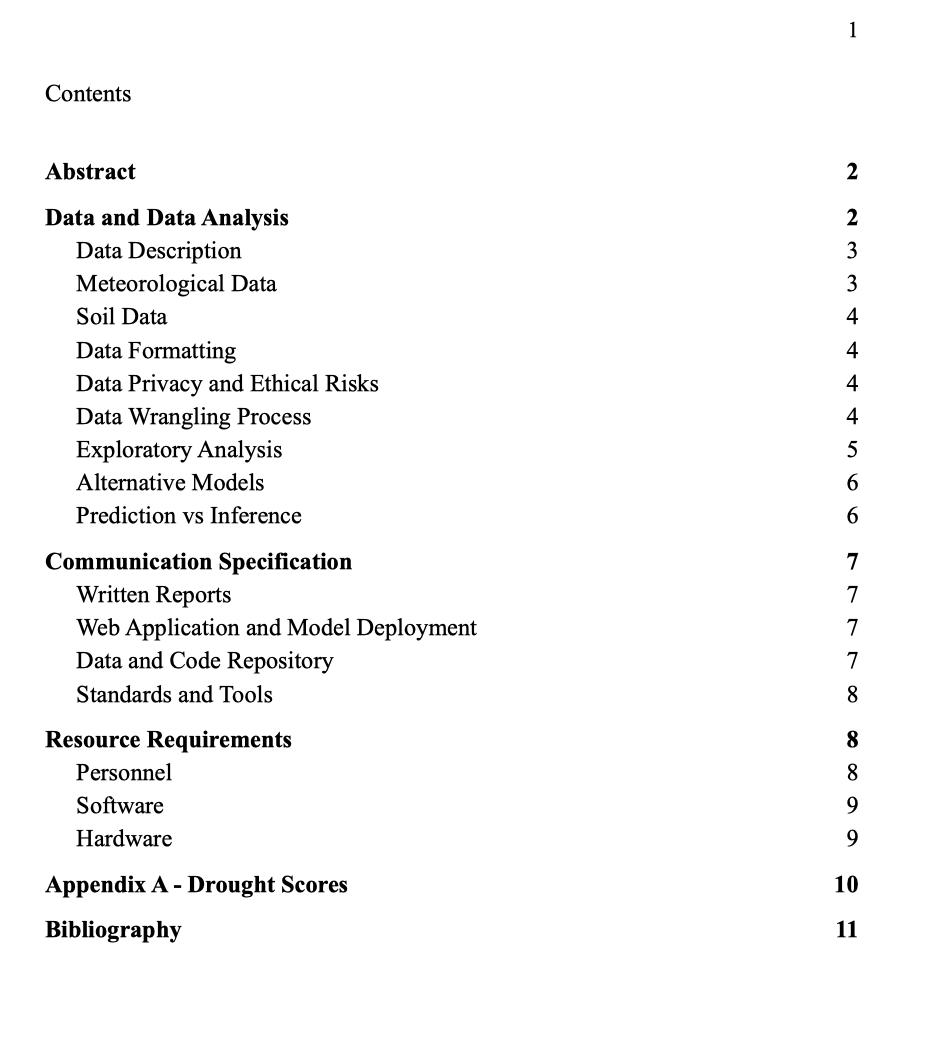 1
Contents
Abstract 2
Data and Data Analysis 2
Data Description 3
Meteorological Data 3
Soil Data 4
Data Formatting 4
Data Privacy and Ethical Risks 4
Data Wrangling Process 4
Exploratory Analysis 5
Alternative Models 6
Prediction vs Inference 6
Communication Specification 7
Written Reports 7
Web Application and Model Deployment 7
Data and Code Repository 7
Standards and Tools 8
Resource Requirements 8
Personnel 8
Software 9
Hardware 9
Appendix A - Drought Scores 10
Bibliography 11